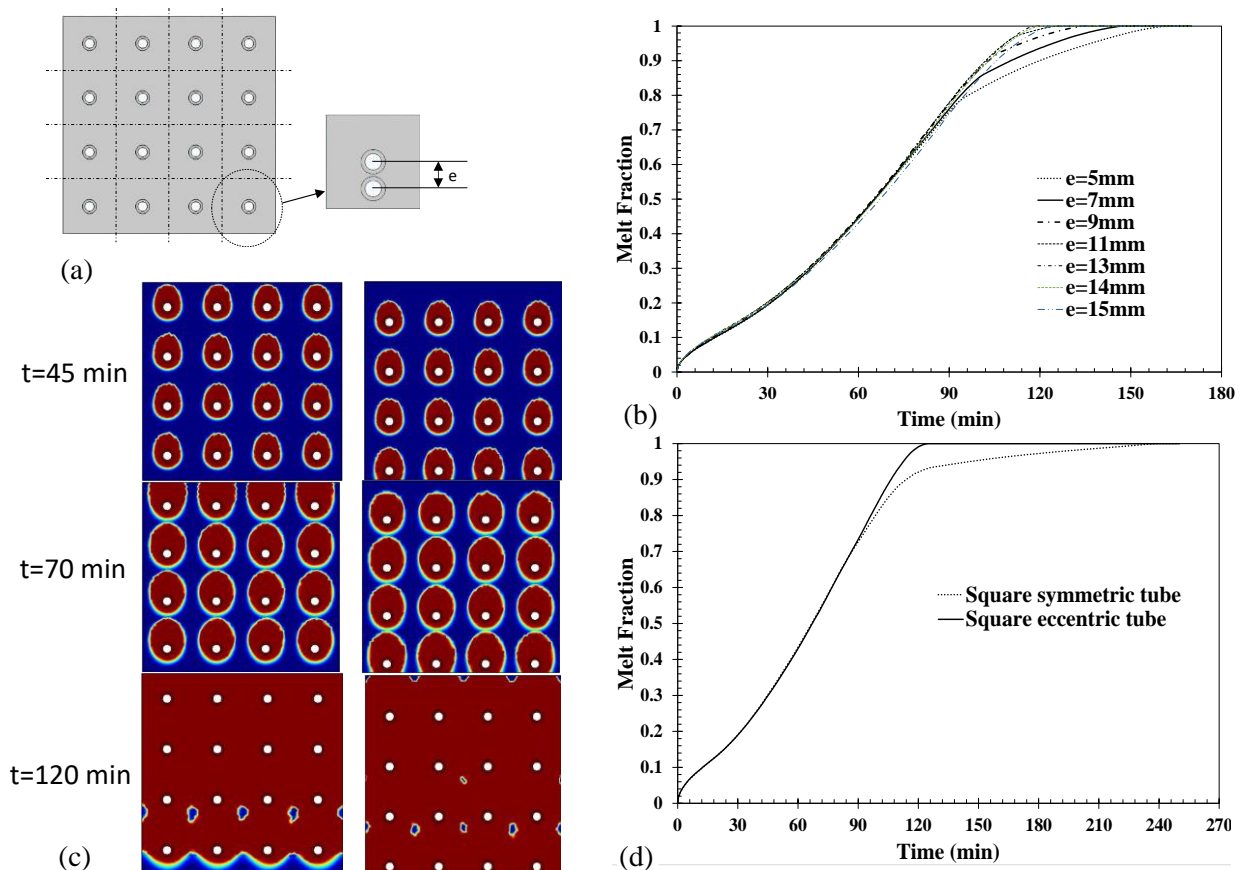 e
(a)
t=45 min
t=70 min
t=120 min
(c)
(b)
Melt Fraction
1
0.9
0.8
0.7
0.6
0.5
0.4
0.3
0.2
0.1
0
0 30 60 90 120 150 180
Time (min)
e=5mm
e=7mm
e=9mm
e=11mm
e=13mm
e=14mm
e=15mm
Melt Fraction
1
0.9
0.8
0.7
0.6
0.5
0.4
0.3
0.2
0.1
0
Square symmetric tube
Square eccentric tube
0 30 60 90 120 150 180 210 240 270
Time (min)
(d)